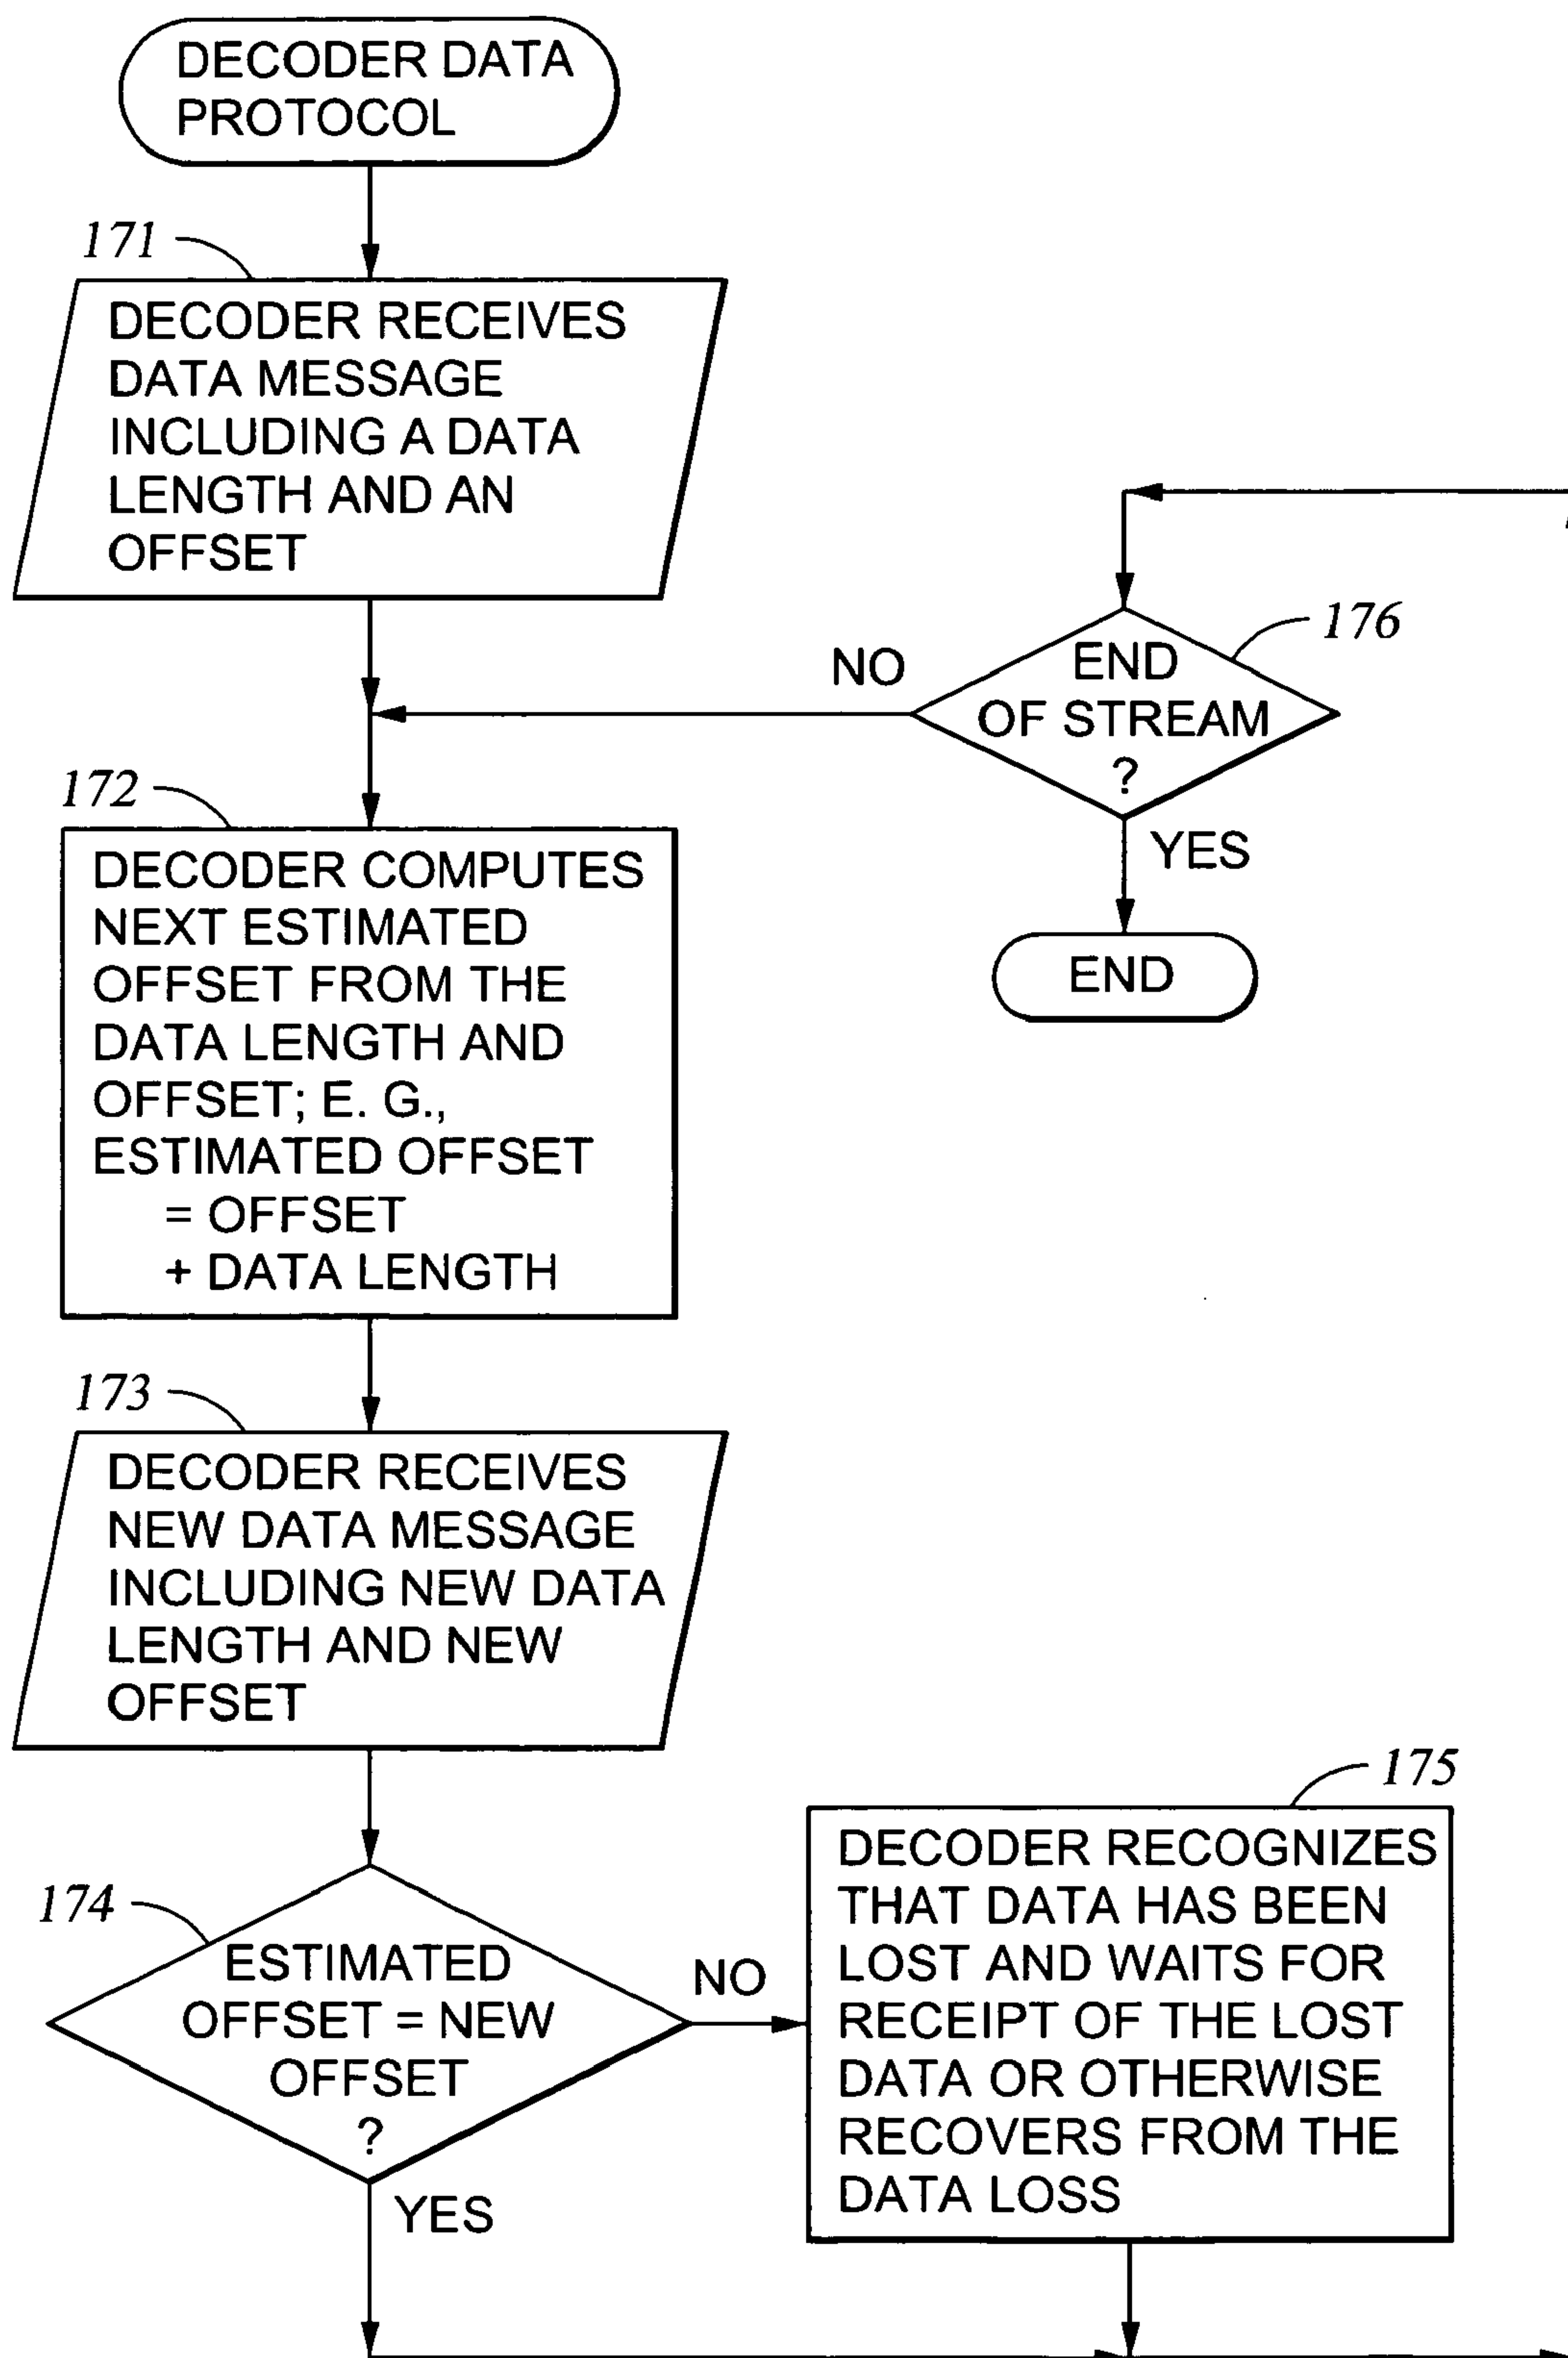 DECODER DATA
PROTOCOL
171
DECODER RECEIVES
DATA MESSAGE
INCLUDING A DATA
LENGTH AND AN
OFFSET
176
NO
END
OF STREAM
?
YES
END
172
DECODER COMPUTES
NEXT ESTIMATED
OFFSET FROM THE
DATA LENGTH AND
OFFSET; E. G.,
ESTIMATED OFFSET
= OFFSET
+ DATA LENGTH
173
DECODER RECEIVES
NEW DATA MESSAGE
INCLUDING NEW DATA
LENGTH AND NEW
OFFSET
174
ESTIMATED
OFFSET = NEW
OFFSET
?
NO
YES
175
DECODER RECOGNIZES
THAT DATA HAS BEEN
LOST AND WAITS FOR
RECEIPT OF THE LOST
DATA OR OTHERWISE
RECOVERS FROM THE
DATA LOSS